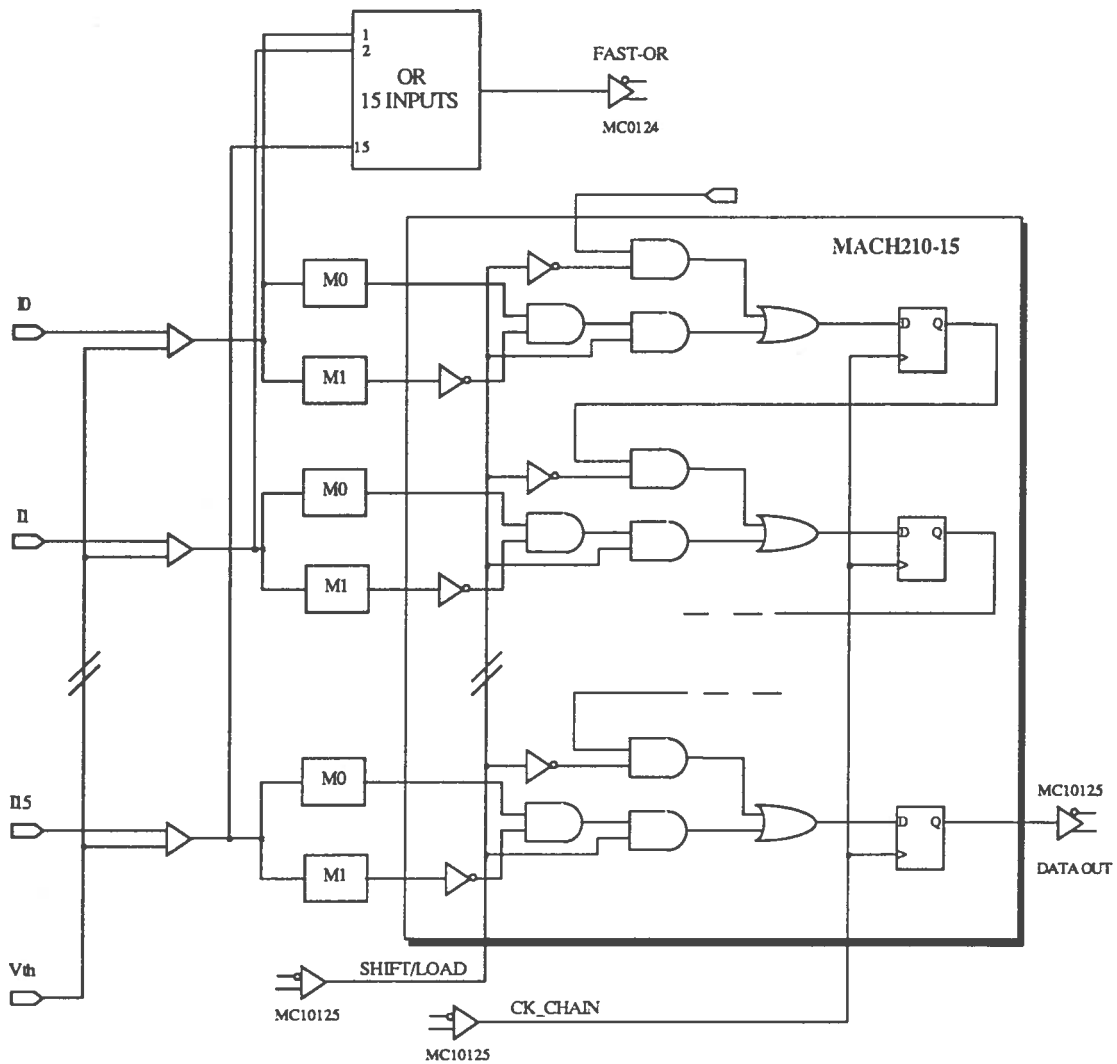 1
2
OR
15 INPUTS
15
FAST-OR
MC0124
MACH210-15
I0
M0
M1
D Q
I1
M0
M1
D Q
I15
M0
M1
D Q
MC10125
DATA OUT
Vth
SHIFT/LOAD
MC10125
CK_CHAIN
MC10125